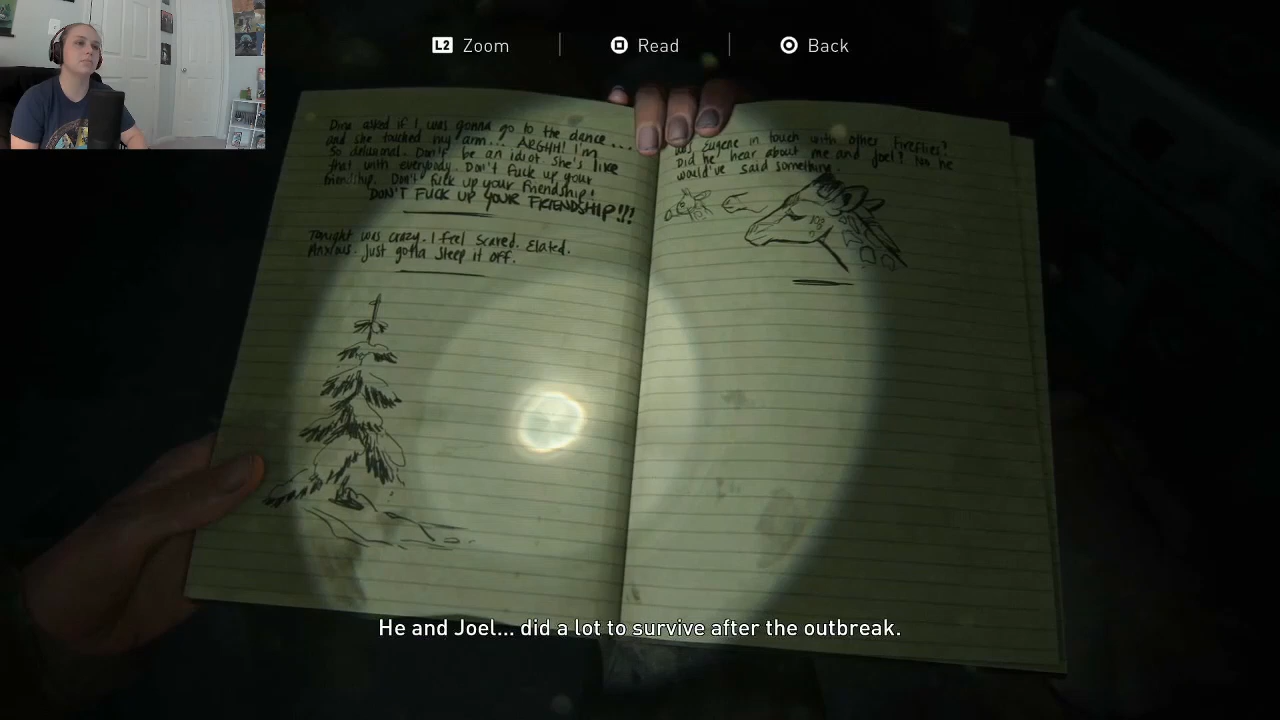 L2 Zoom
Read
Back
Dina asked if I was gonna go to the dance...
and she touched my arm... ARGHH! I'm
so delusional. Don't be an idiot she's like
that with everybody. Don't fuck up your
friendship. Don't fuck up your friendship!
DON'T FUCK UP YOUR FRIENDSHIP!!!
Tonight was crazy. I feel scared. Elated.
Anxious. Just gotta sleep it off.
Was Eugene in touch with other Fireflies?
Did he hear about me and Joel? No he
would've said something.
He and Joel... did a lot to survive after the outbreak.